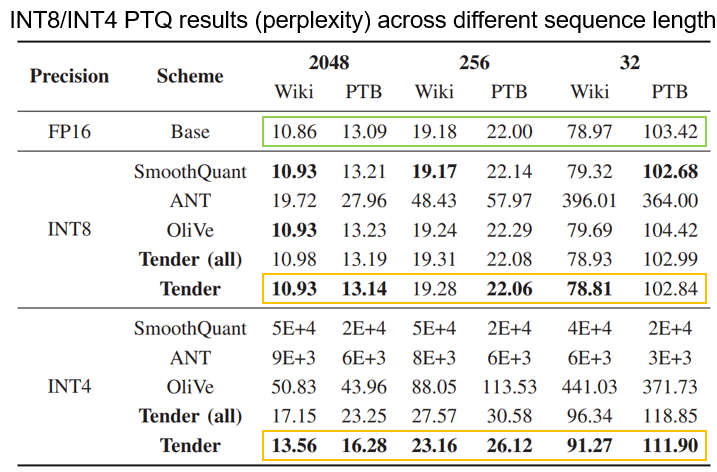 INT8/INT4 PTQ results (perplexity) across different sequence length
Precision Scheme 2048 256 32
Wiki PTB Wiki PTB Wiki PTB
FP16 Base 10.86 13.09 19.18 22.00 78.97 103.42
SmoothQuant 10.93 13.21 19.17 22.14 79.32 102.68
ANT 19.72 27.96 48.43 57.97 396.01 364.00
INT8 OliVe 10.93 13.23 19.24 22.29 79.69 104.42
Tender (all) 10.98 13.19 19.31 22.08 78.93 102.99
Tender 10.93 13.14 19.28 22.06 78.81 102.84
SmoothQuant 5E+4 2E+4 5E+4 2E+4 4E+4 2E+4
ANT 9E+3 6E+3 8E+3 6E+3 6E+3 3E+3
INT4 OliVe 50.83 43.96 88.05 113.53 441.03 371.73
Tender (all) 17.15 23.25 27.57 30.58 96.34 118.85
Tender 13.56 16.28 23.16 26.12 91.27 111.90